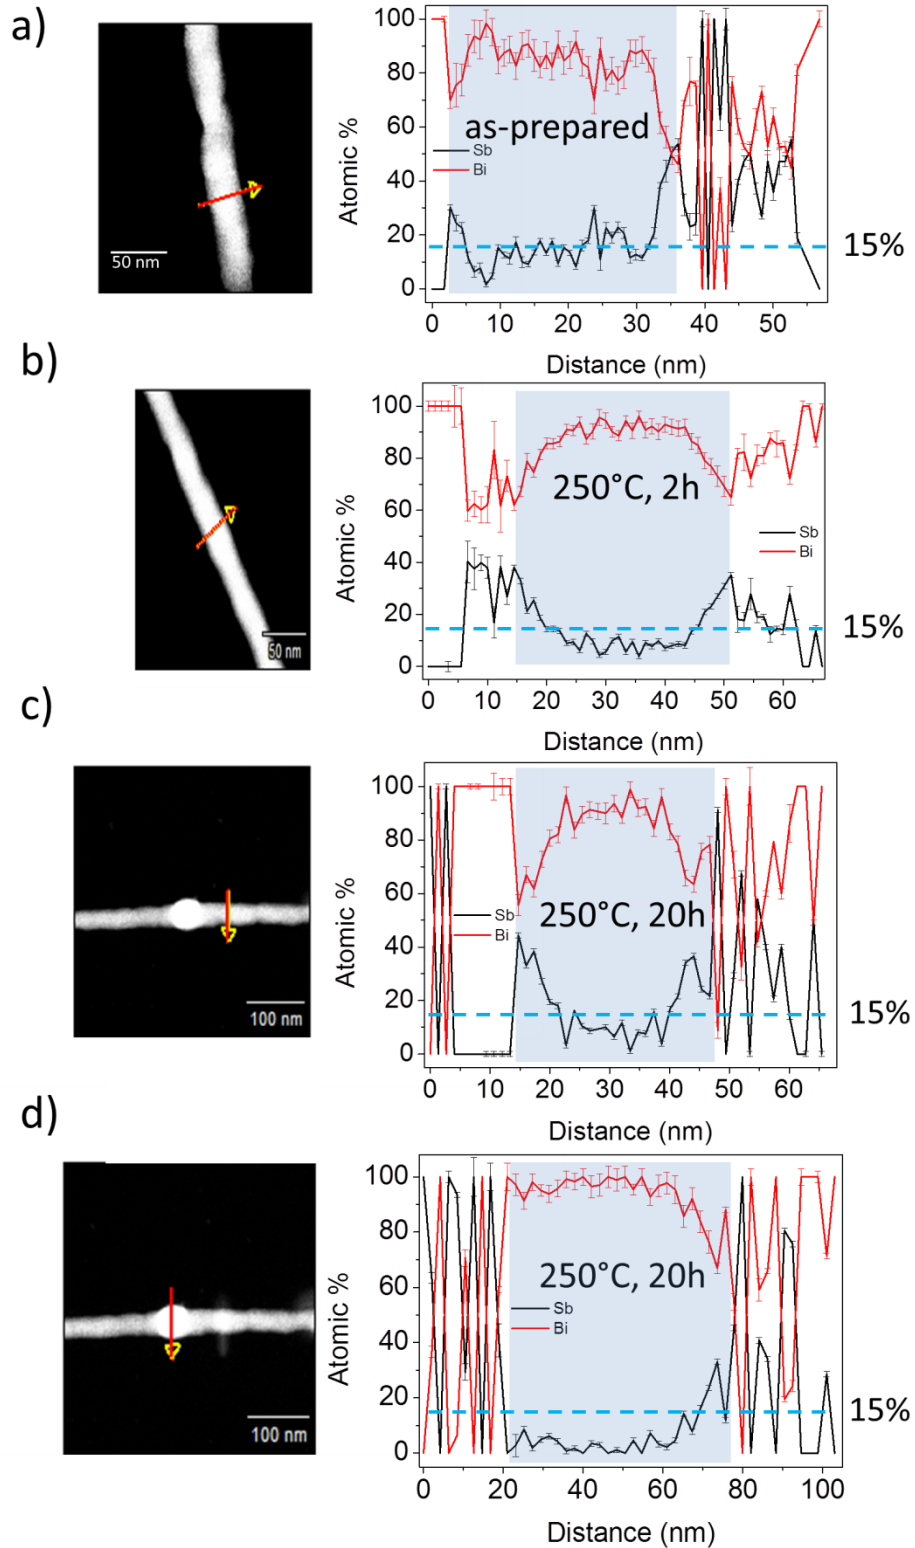 a)
50 nm
Atomic %
100
80
60
40
20
0
as-prepared
Sb
Bi
15%
0 10 20 30 40 50
Distance (nm)
b)
50 nm
Atomic %
100
80
60
40
20
0
250°C, 2h
Sb
Bi
15%
0 10 20 30 40 50 60
Distance (nm)
c)
100 nm
Atomic %
100
80
60
40
20
0
Sb
Bi
250°C, 20h
15%
0 10 20 30 40 50 60
Distance (nm)
d)
100 nm
Atomic %
100
80
60
40
20
0
250°C, 20h
Sb
Bi
15%
0 20 40 60 80 100
Distance (nm)